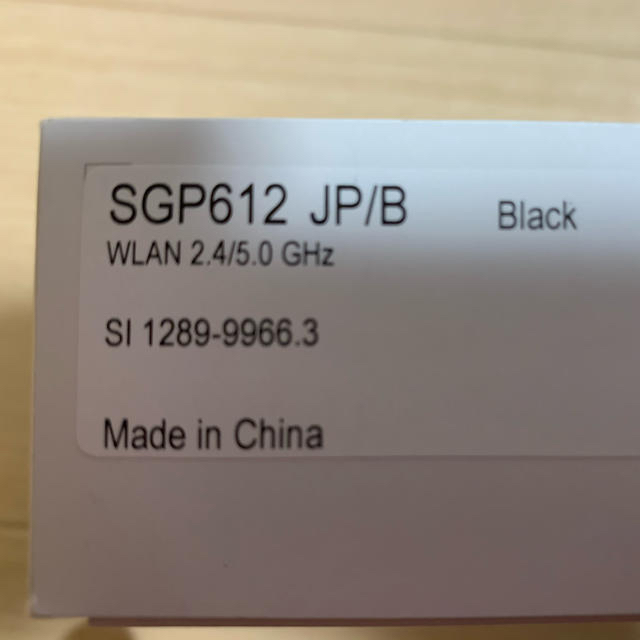 SGP612 JP/B Black
WLAN 2.4/5.0 GHz
SI 1289-9966.3
Made in China